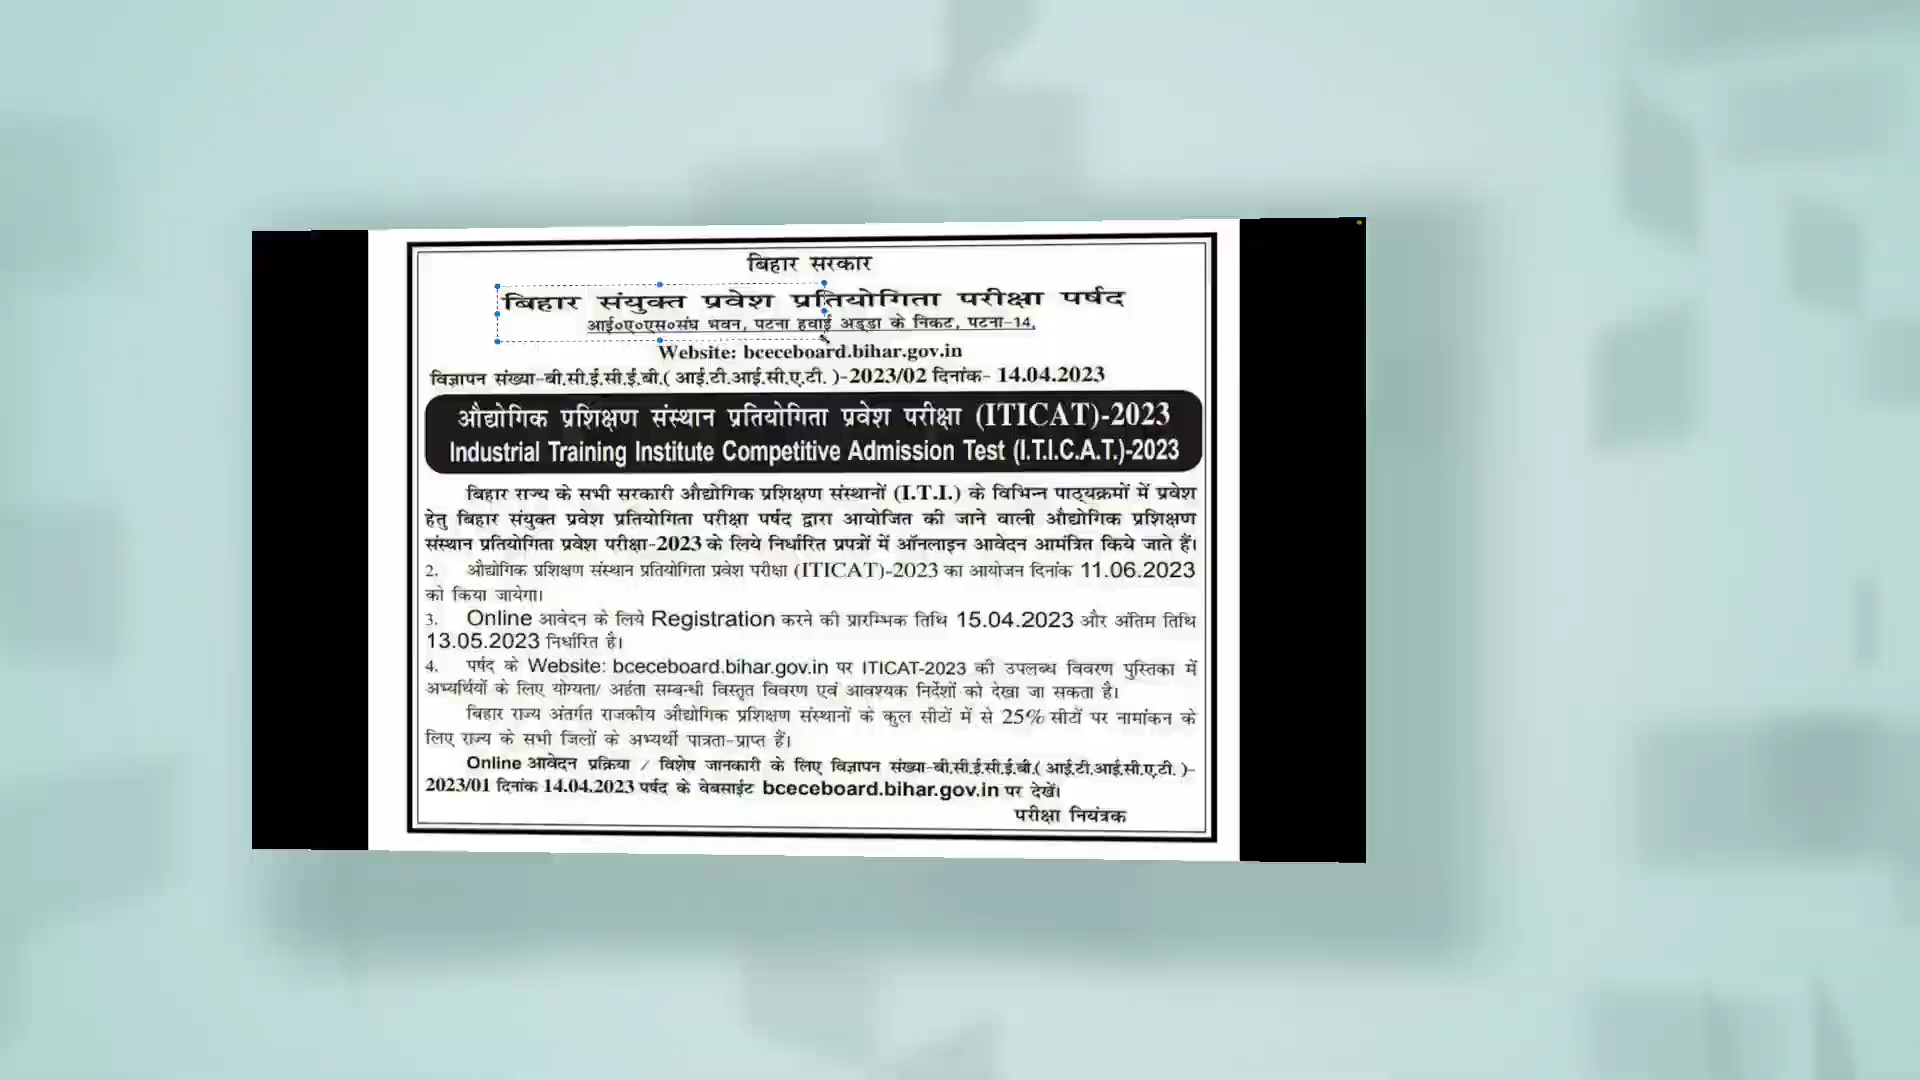 बिहार सरकार
बिहार संयुक्त प्रवेश प्रतियोगिता परीक्षा पर्षद
आई०ए०एस०संघ भवन, पटना हवाई अड्डा के निकट, पटना-14,
Website: bceceboard.bihar.gov.in
विज्ञापन संख्या-बी.सी.ई.सी.ई.बी.( आई.टी.आई.सी.ए.टी. )-2023/02 दिनांक- 14.04.2023
औद्योगिक प्रशिक्षण संस्थान प्रतियोगिता प्रवेश परीक्षा (ITICAT)-2023
Industrial Training Institute Competitive Admission Test (I.T.I.C.A.T.)-2023
बिहार राज्य के सभी सरकारी औद्योगिक प्रशिक्षण संस्थानों (I.T.I.) के विभिन्न पाठ्यक्रमों में प्रवेश
हेतु बिहार संयुक्त प्रवेश प्रतियोगिता परीक्षा पर्षद द्वारा आयोजित की जाने वाली औद्योगिक प्रशिक्षण
संस्थान प्रतियोगिता प्रवेश परीक्षा-2023 के लिये निर्धारित प्रपत्रों में ऑनलाइन आवेदन आमंत्रित किये जाते हैं।
2. औद्योगिक प्रशिक्षण संस्थान प्रतियोगिता प्रवेश परीक्षा (ITICAT)-2023 का आयोजन दिनांक 11.06.2023
को किया जायेगा।
3. Online आवेदन के लिये Registration करने की प्रारम्भिक तिथि 15.04.2023 और अंतिम तिथि
13.05.2023 निर्धारित है।
4. पर्षद के Website: bceceboard.bihar.gov.in पर ITICAT-2023 की उपलब्ध विवरण पुस्तिका में
अभ्यर्थियों के लिए योग्यता/ अर्हता सम्बन्धी विस्तृत विवरण एवं आवश्यक निर्देशों को देखा जा सकता है।
बिहार राज्य अंतर्गत राजकीय औद्योगिक प्रशिक्षण संस्थानों के कुल सीटों में से 25% सीटों पर नामांकन के
लिए राज्य के सभी जिलों के अभ्यर्थी पात्रता-प्राप्त हैं।
Online आवेदन प्रक्रिया / विशेष जानकारी के लिए विज्ञापन संख्या-बी.सी.ई.सी.ई.बी.( आई.टी.आई.सी.ए.टी. )-
2023/01 दिनांक 14.04.2023 पर्षद के वेबसाईट bceceboard.bihar.gov.in पर देखें।
परीक्षा नियंत्रक